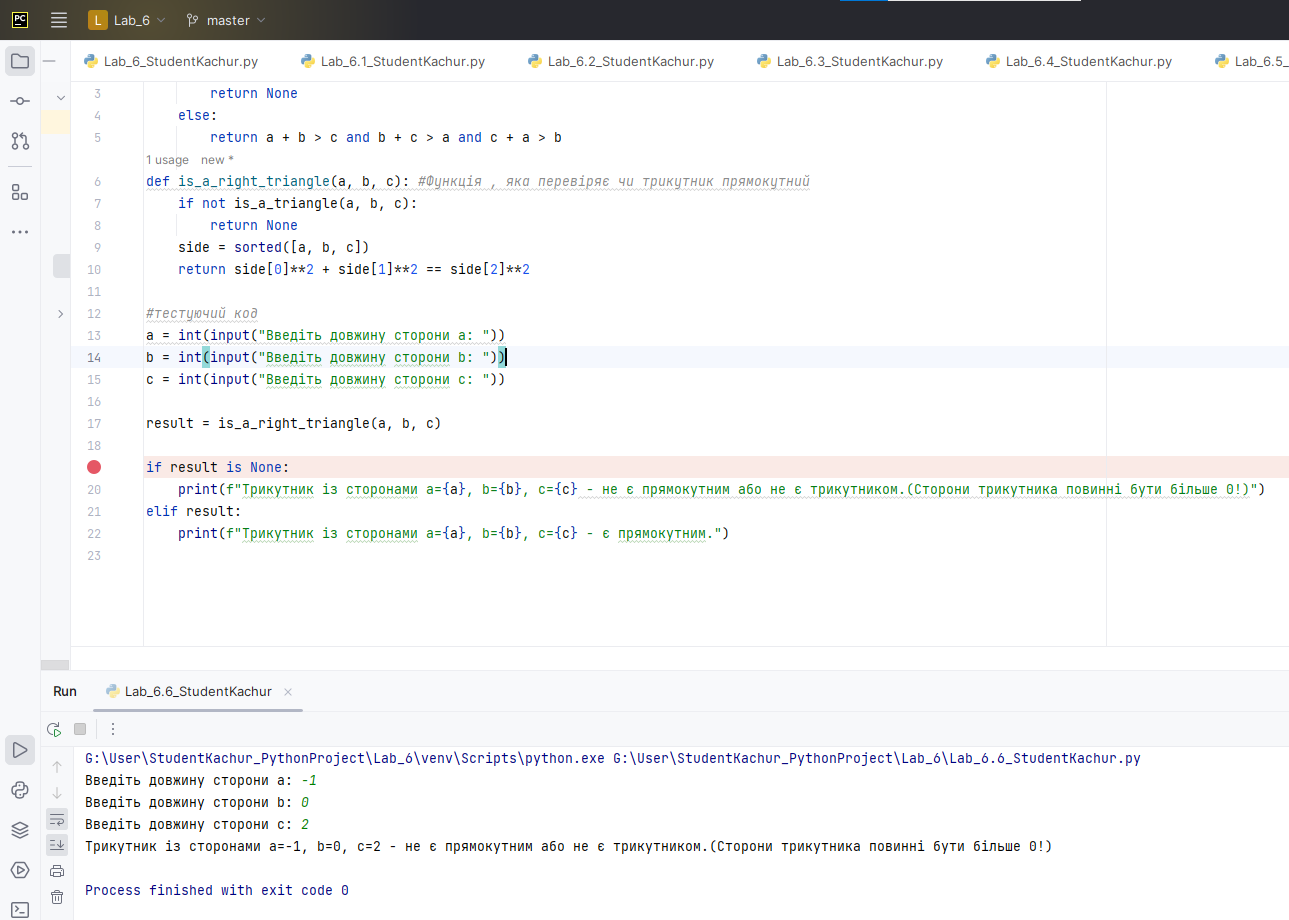 PC L Lab_6 master
Lab_6_StudentKachur.py Lab_6.1_StudentKachur.py Lab_6.2_StudentKachur.py Lab_6.3_StudentKachur.py Lab_6.4_StudentKachur.py Lab_6.5_
3 return None
4 else:
5 return a + b > c and b + c > a and c + a > b
1 usage new *
6 def is_a_right_triangle(a, b, c): #Функція , яка перевіряє чи трикутник прямокутний
7 if not is_a_triangle(a, b, c):
8 return None
9 side = sorted([a, b, c])
10 return side[0]**2 + side[1]**2 == side[2]**2
11
12 #тестуючий код
13 a = int(input("Введіть довжину сторони a: "))
14 b = int(input("Введіть довжину сторони b: "))
15 c = int(input("Введіть довжину сторони c: "))
16
17 result = is_a_right_triangle(a, b, c)
18
if result is None:
20 print(f"Трикутник із сторонами a={a}, b={b}, c={c} - не є прямокутним або не є трикутником.(Сторони трикутника повинні бути більше 0!)")
21 elif result:
22 print(f"Трикутник із сторонами a={a}, b={b}, c={c} - є прямокутним.")
23
Run Lab_6.6_StudentKachur
G:\User\StudentKachur_PythonProject\Lab_6\venv\Scripts\python.exe G:\User\StudentKachur_PythonProject\Lab_6\Lab_6.6_StudentKachur.py
Введіть довжину сторони a: -1
Введіть довжину сторони b: 0
Введіть довжину сторони c: 2
Трикутник із сторонами a=-1, b=0, c=2 - не є прямокутним або не є трикутником.(Сторони трикутника повинні бути більше 0!)
Process finished with exit code 0